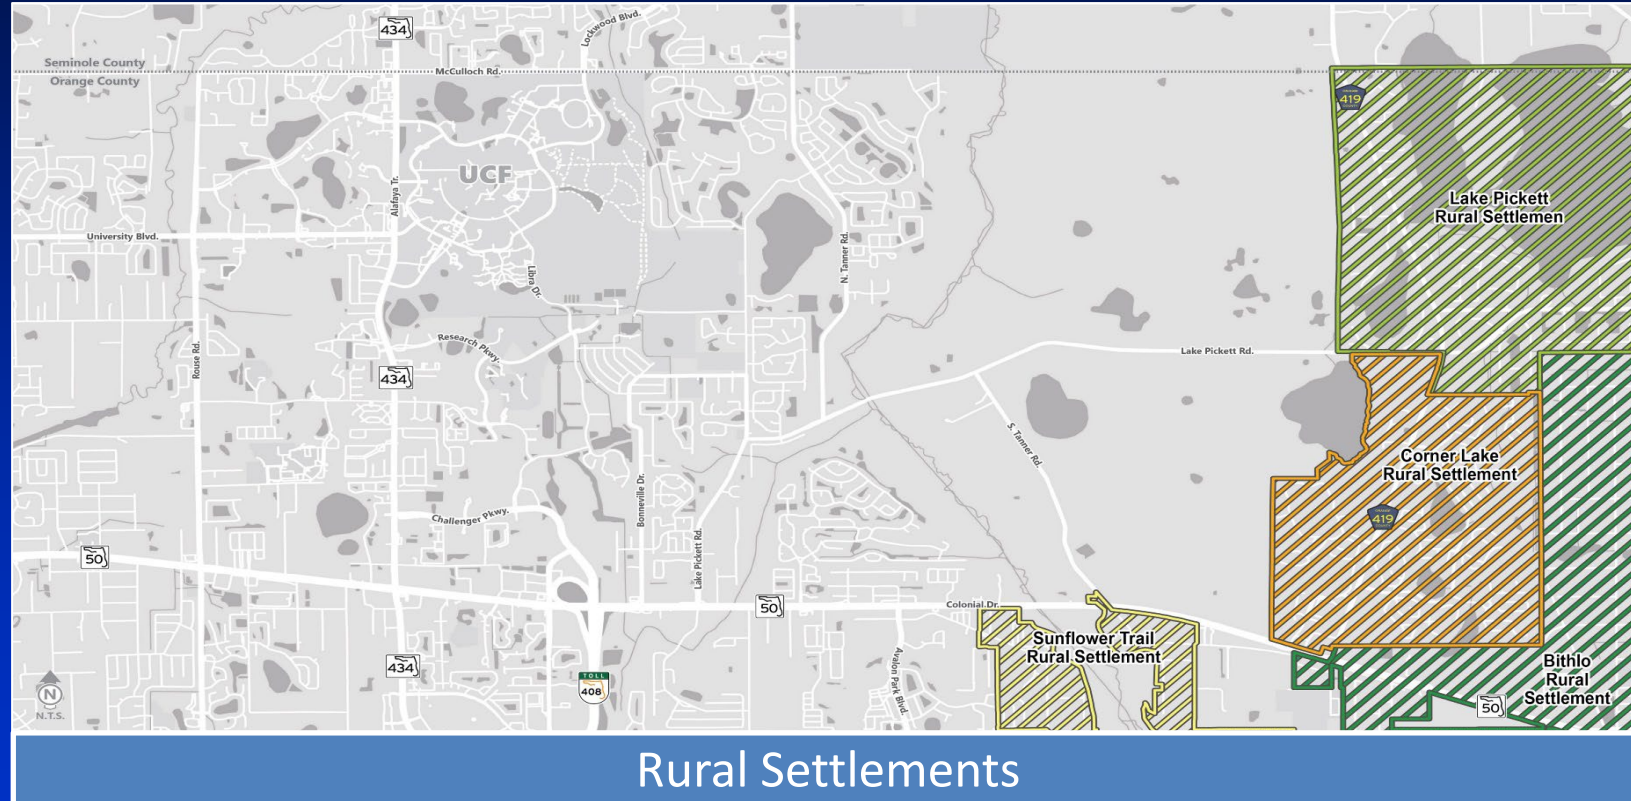 434
Lockwood Blvd.
Seminole County
Orange County
McCulloch Rd.
419
UCF
Alafaya Tr.
Lake Pickett
Rural Settlemen
University Blvd.
N. Tanner Rd.
Libra Dr.
Rouse Rd.
Research Pkwy.
Lake Pickett Rd.
434
S. Tanner Rd.
Corner Lake
Rural Settlement
Bonneville Dr.
Challenger Pkwy.
419
Lake Pickett Rd.
50
50
Colonial Dr.
Sunflower Trail
Rural Settlement
Avalon Park Blvd.
434
TOLL
408
Bithlo
Rural
Settlement
50
N
N.T.S.
Rural Settlements